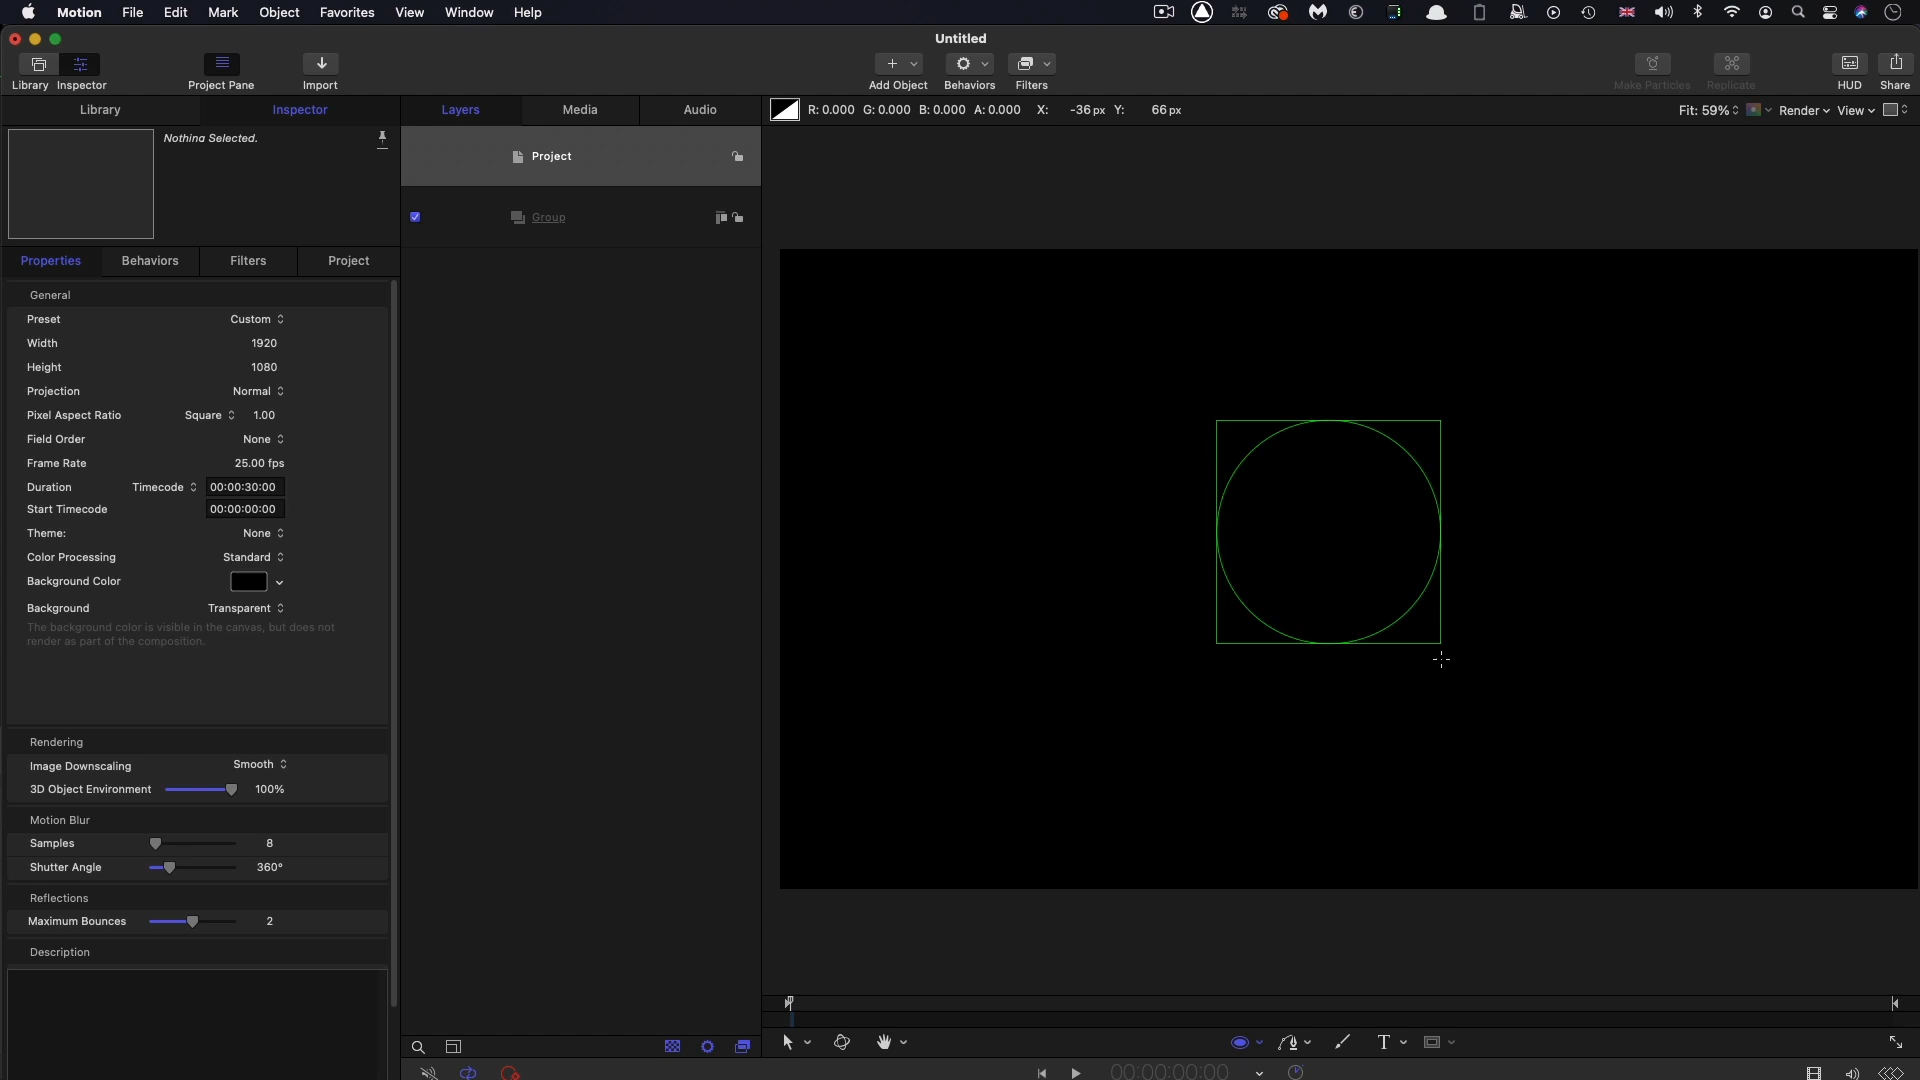 Motion File Edit Mark Object Favorites View Window Help
Untitled
Library Inspector Project Pane Import Add Object Behaviors Filters Make Particles Replicate HUD Share
Library Inspector Layers Media Audio R: 0.000 G: 0.000 B: 0.000 A: 0.000 X: -36 px Y: 66 px Fit: 59% Render View
Nothing Selected.
Project
Group
Properties Behaviors Filters Project
General
Preset Custom
Width 1920
Height 1080
Projection Normal
Pixel Aspect Ratio Square 1.00
Field Order None
Frame Rate 25.00 fps
Duration Timecode 00:00:30:00
Start Timecode 00:00:00:00
Theme: None
Color Processing Standard
Background Color
Background Transparent
The background color is visible in the canvas, but does not
render as part of the composition.
Rendering
Image Downscaling Smooth
3D Object Environment 100%
Motion Blur
Samples 8
Shutter Angle 360°
Reflections
Maximum Bounces 2
Description
T
00:00:00:00